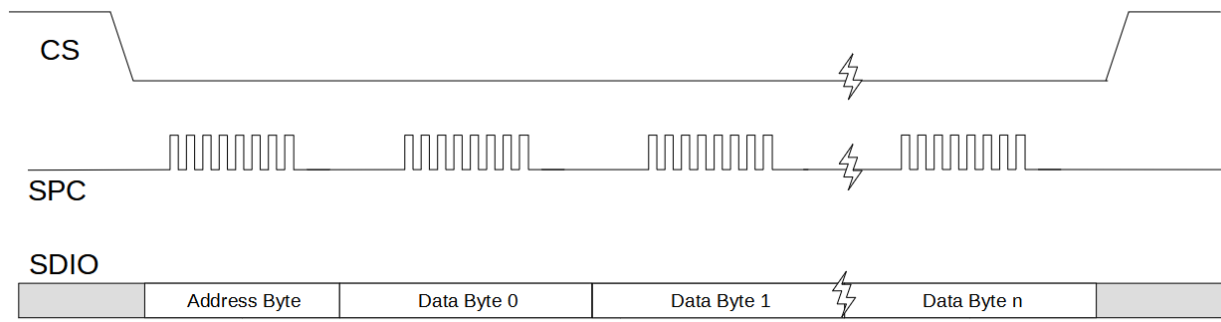 CS
SPC
SDIO
Address Byte Data Byte 0 Data Byte 1 Data Byte n